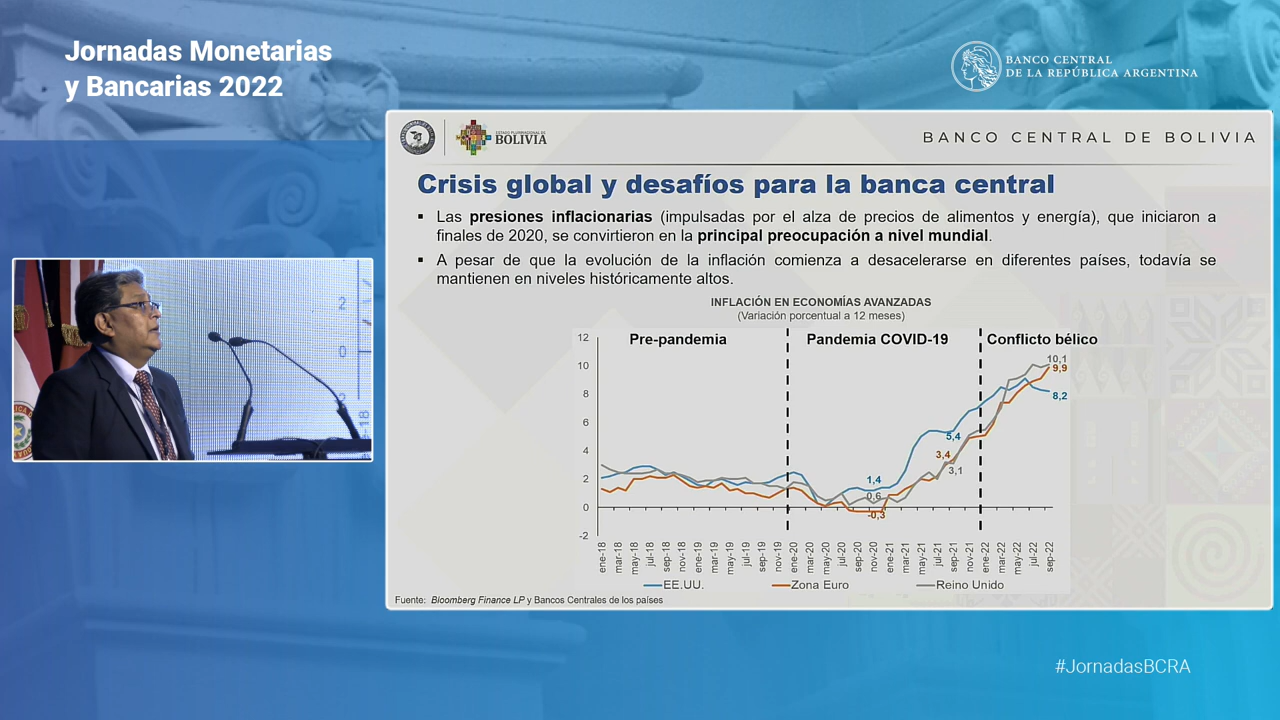 Jornadas Monetarias
y Bancarias 2022
BANCO CENTRAL
DE LA REPÚBLICA ARGENTINA
ESTADO PLURINACIONAL DE
BOLIVIA
BANCO CENTRAL DE BOLIVIA
Crisis global y desafíos para la banca central
▪ Las presiones inflacionarias (impulsadas por el alza de precios de alimentos y energía), que iniciaron a
finales de 2020, se convirtieron en la principal preocupación a nivel mundial.
▪ A pesar de que la evolución de la inflación comienza a desacelerarse en diferentes países, todavía se
mantienen en niveles históricamente altos.
INFLACIÓN EN ECONOMÍAS AVANZADAS
(Variación porcentual a 12 meses)
Pre-pandemia
Pandemia COVID-19
Conflicto bélico
12
10
8
6
4
2
0
-2
10,1
9,9
8,2
5,4
3,4
3,1
1,4
0,6
-0,3
ene-18
mar-18
may-18
jul-18
sep-18
nov-18
ene-19
mar-19
may-19
jul-19
sep-19
nov-19
ene-20
mar-20
may-20
jul-20
sep-20
nov-20
ene-21
mar-21
may-21
jul-21
sep-21
nov-21
ene-22
mar-22
may-22
jul-22
sep-22
EE.UU.
Zona Euro
Reino Unido
Fuente: Bloomberg Finance LP y Bancos Centrales de los países
2
0
#JornadasBCRA